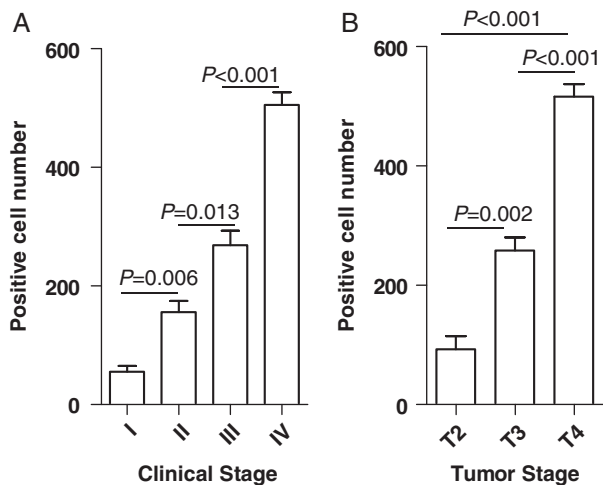 A
Positive cell number
600
400
200
0
P<0.001
P=0.013
P=0.006
I
II
III
IV
Clinical Stage
B
Positive cell number
600
400
200
0
P<0.001
P<0.001
P=0.002
T2
T3
T4
Tumor Stage